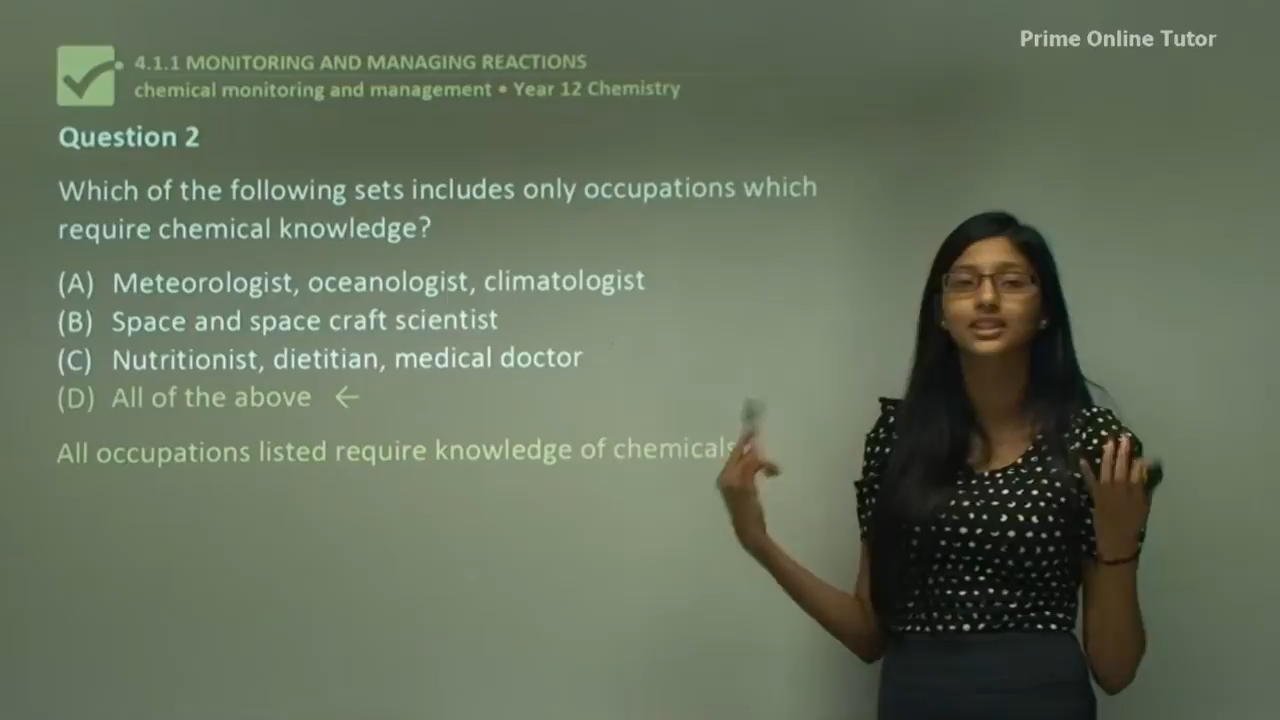 Prime Online Tutor
4.1.1 MONITORING AND MANAGING REACTIONS
chemical monitoring and management • Year 12 Chemistry
Question 2
Which of the following sets includes only occupations which
require chemical knowledge?
(A) Meteorologist, oceanologist, climatologist
(B) Space and space craft scientist
(C) Nutritionist, dietitian, medical doctor
(D) All of the above ←
All occupations listed require knowledge of chemicals